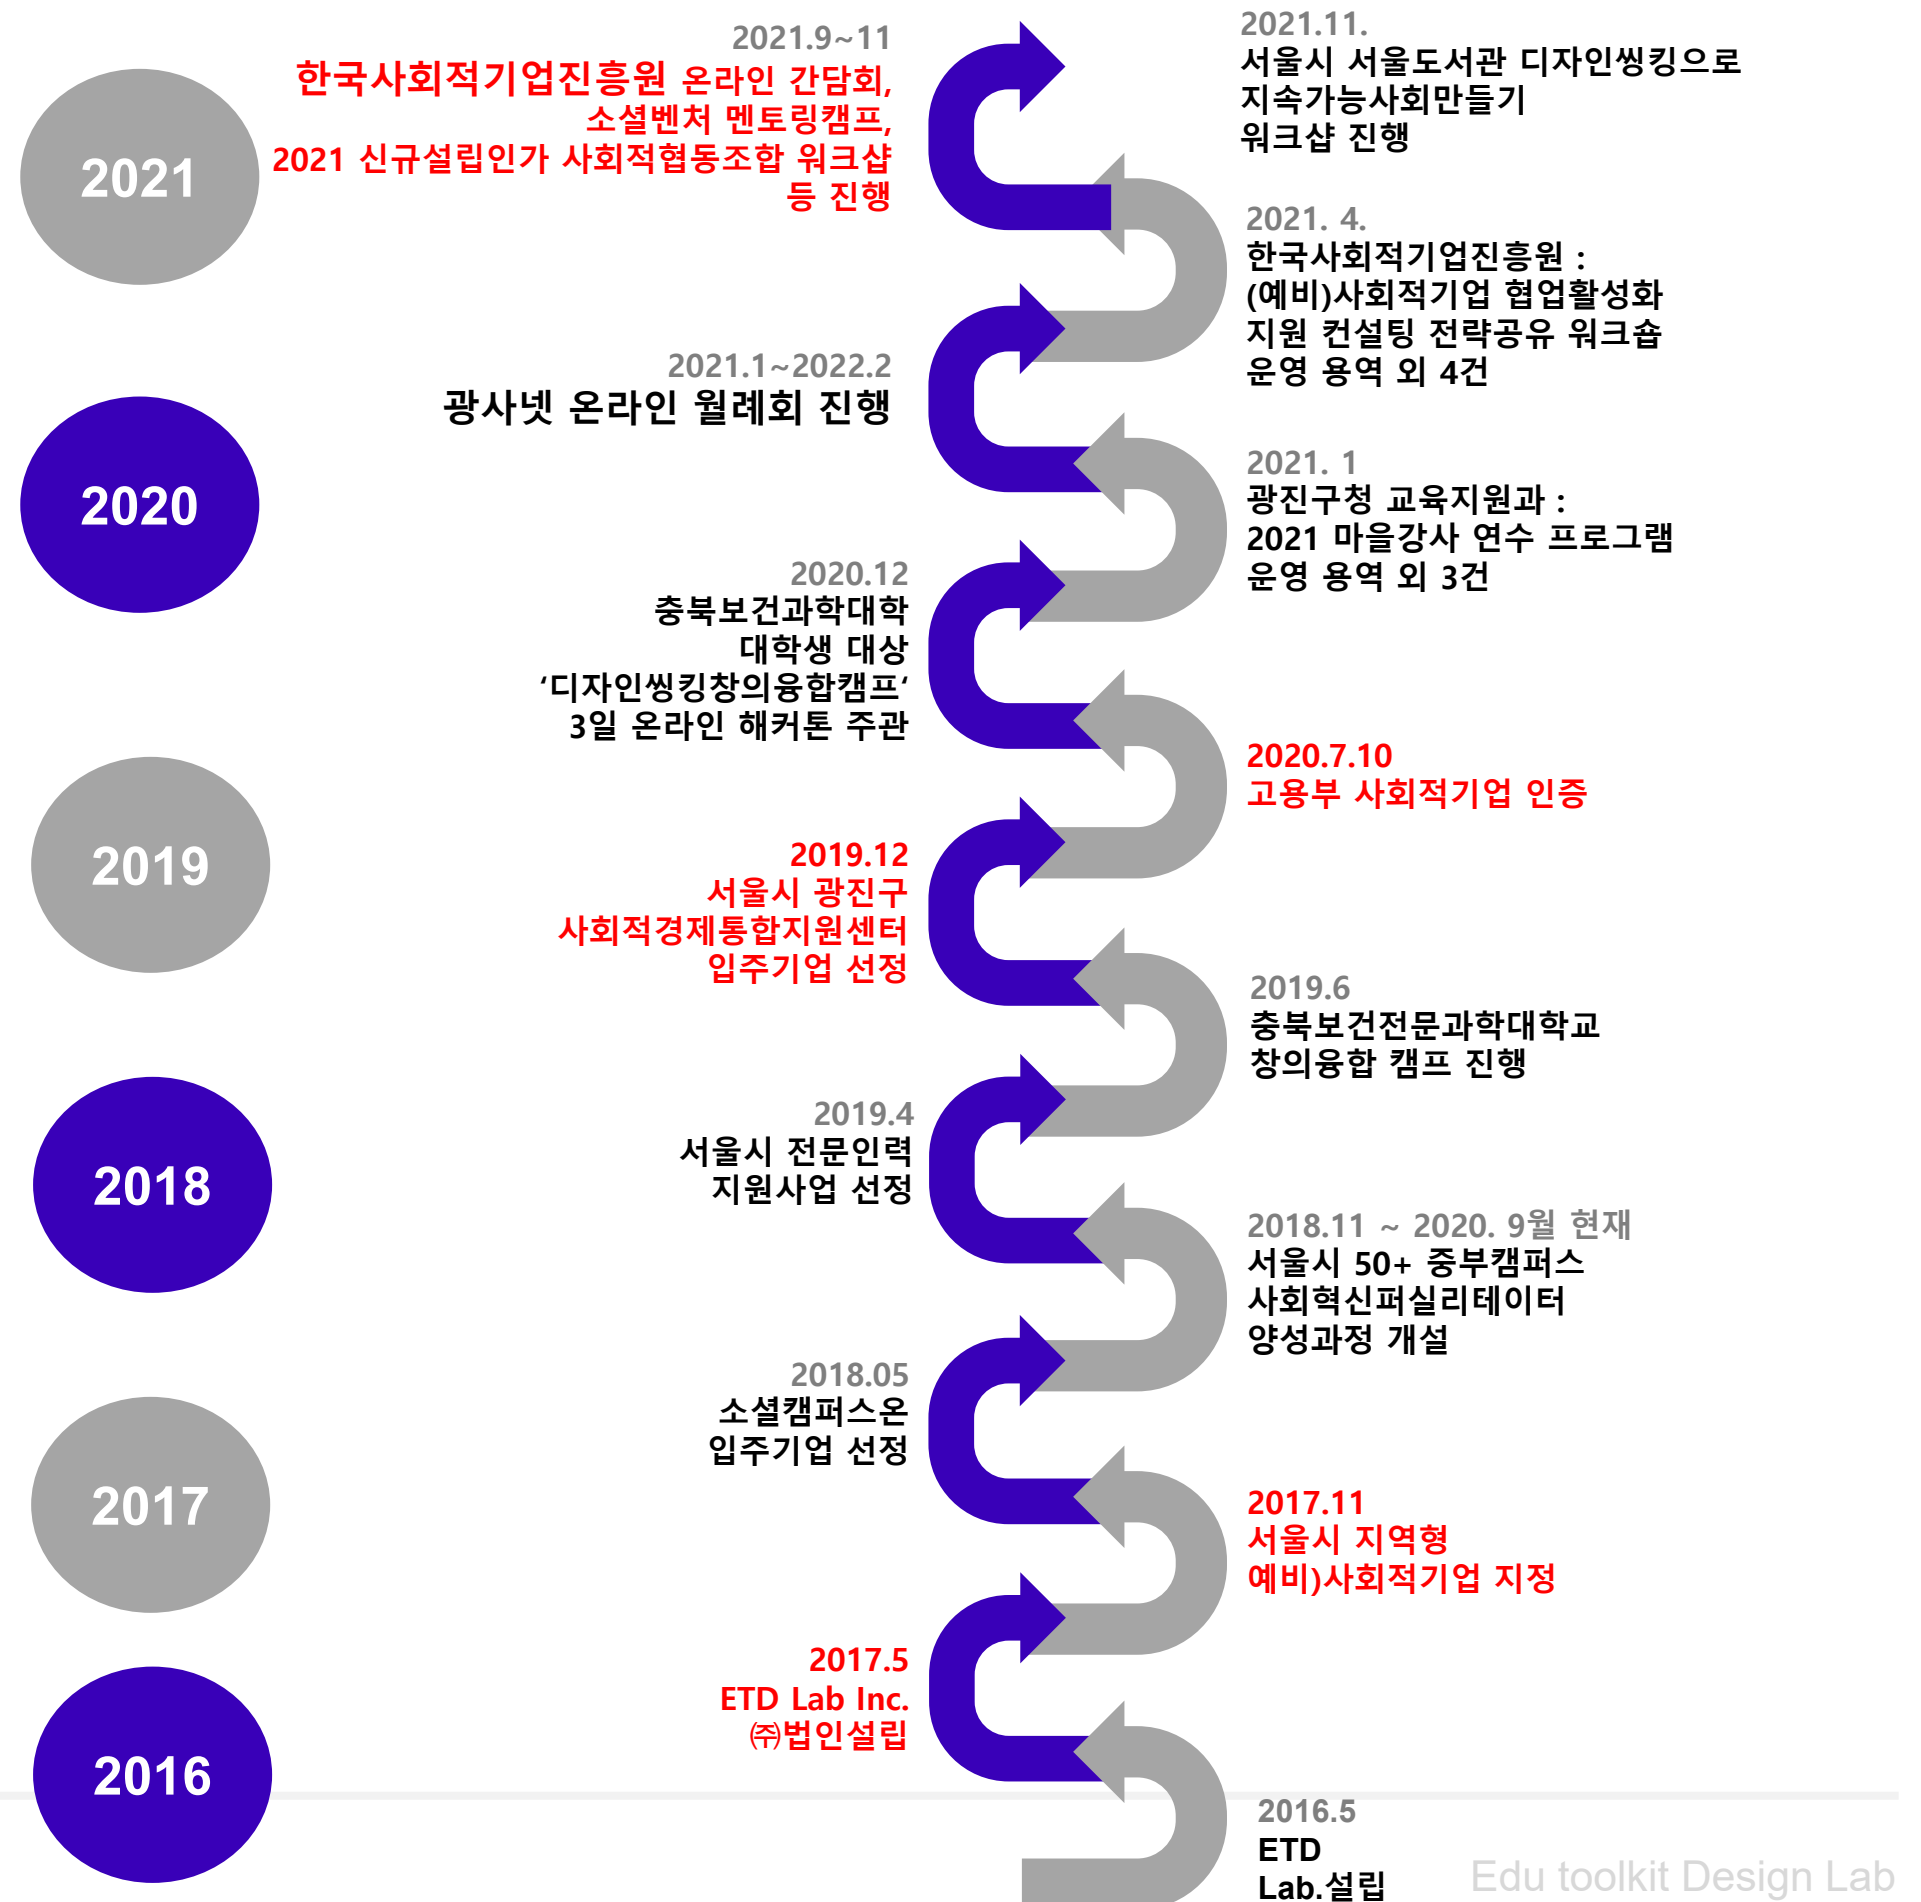 2021.9~11
한국사회적기업진흥원 온라인 간담회,
소셜벤처 멘토링캠프,
2021 신규설립인가 사회적협동조합 워크샵
등 진행
2021.11.
서울시 서울도서관 디자인씽킹으로
지속가능사회만들기
워크샵 진행
2021
2021. 4.
한국사회적기업진흥원 :
(예비)사회적기업 협업활성화
지원 컨설팅 전략공유 워크숍
운영 용역 외 4건
2021.1~2022.2
광사넷 온라인 월례회 진행
2020
2021. 1
광진구청 교육지원과 :
2021 마을강사 연수 프로그램
운영 용역 외 3건
2020.12
충북보건과학대학
대학생 대상
‘디자인씽킹창의융합캠프‘
3일 온라인 해커톤 주관
2020.7.10
고용부 사회적기업 인증
2019
2019.12
서울시 광진구
사회적경제통합지원센터
입주기업 선정
2019.6
충북보건전문과학대학교
창의융합 캠프 진행
2018
2019.4
서울시 전문인력
지원사업 선정
2018.11 ~ 2020. 9월 현재
서울시 50+ 중부캠퍼스
사회혁신퍼실리테이터
양성과정 개설
2018.05
소셜캠퍼스온
입주기업 선정
2017
2017.11
서울시 지역형
예비)사회적기업 지정
2017.5
ETD Lab Inc.
㈜법인설립
2016
2016.5
ETD
Lab.설립
Edu toolkit Design Lab